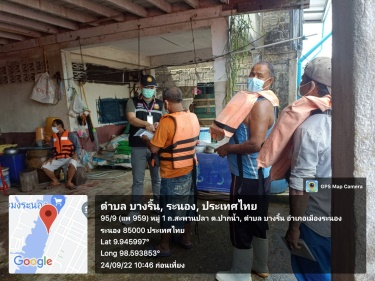 GPS Map Camera
ตำบล บางริ้น, ระนอง, ประเทศไทย
95/9 (แพ 959) หมู่ 1 ถ.สะพานปลา ต.ปากน้ำ, ตำบล บางริ้น อำเภอเมืองระนอง
ระนอง 85000 ประเทศไทย
Lat 9.945997°
Long 98.593853°
24/09/22 10:46 ก่อนเที่ยง
Google